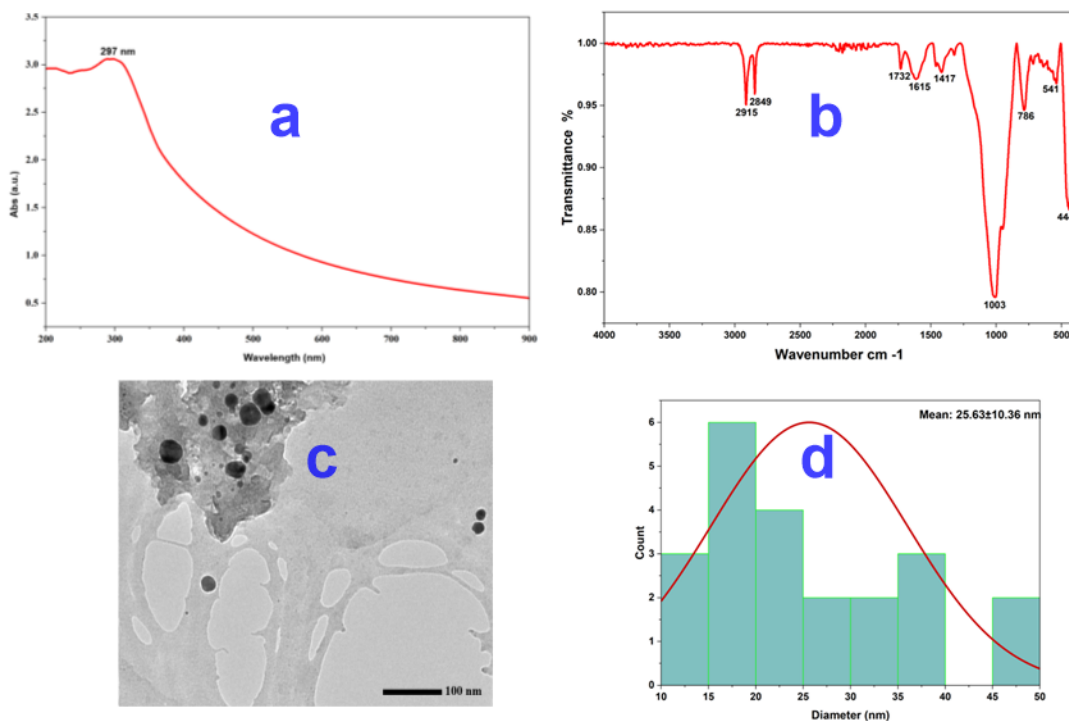 a
297 nm
3.5
3.0
2.5
2.0
1.5
1.0
0.5
Abs (a.u.)
200 300 400 500 600 700 800 900
Wavelength (nm)
b
1.00
0.95
0.90
0.85
0.80
Transmittance %
2915
2849
1732
1615
1417
1003
786
541
44
4000 3500 3000 2500 2000 1500 1000 500
Wavenumber cm -1
c
100 nm
d
Mean: 25.63±10.36 nm
6
5
4
3
2
1
0
Count
10 15 20 25 30 35 40 45 50
Diameter (nm)